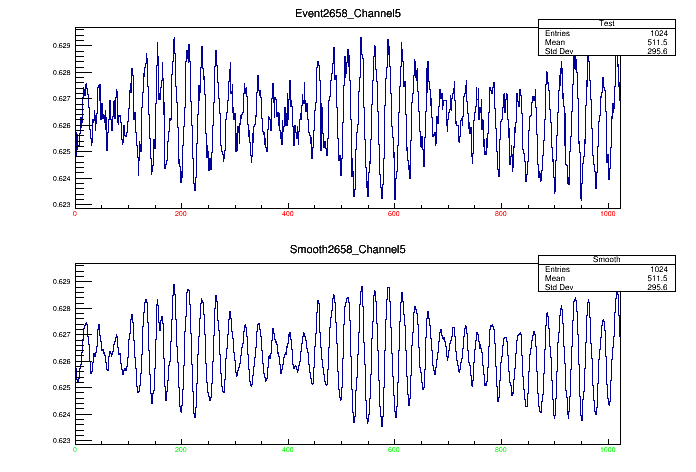 Event2658_Channel5
Test
Entries 1024
Mean 511.5
Std Dev 295.6
0.629
0.628
0.627
0.626
0.625
0.624
0.623
0 200 400 600 800 1000
Smooth2658_Channel5
Smooth
Entries 1024
Mean 511.5
Std Dev 295.6
0.629
0.628
0.627
0.626
0.625
0.624
0.623
0 200 400 600 800 1000